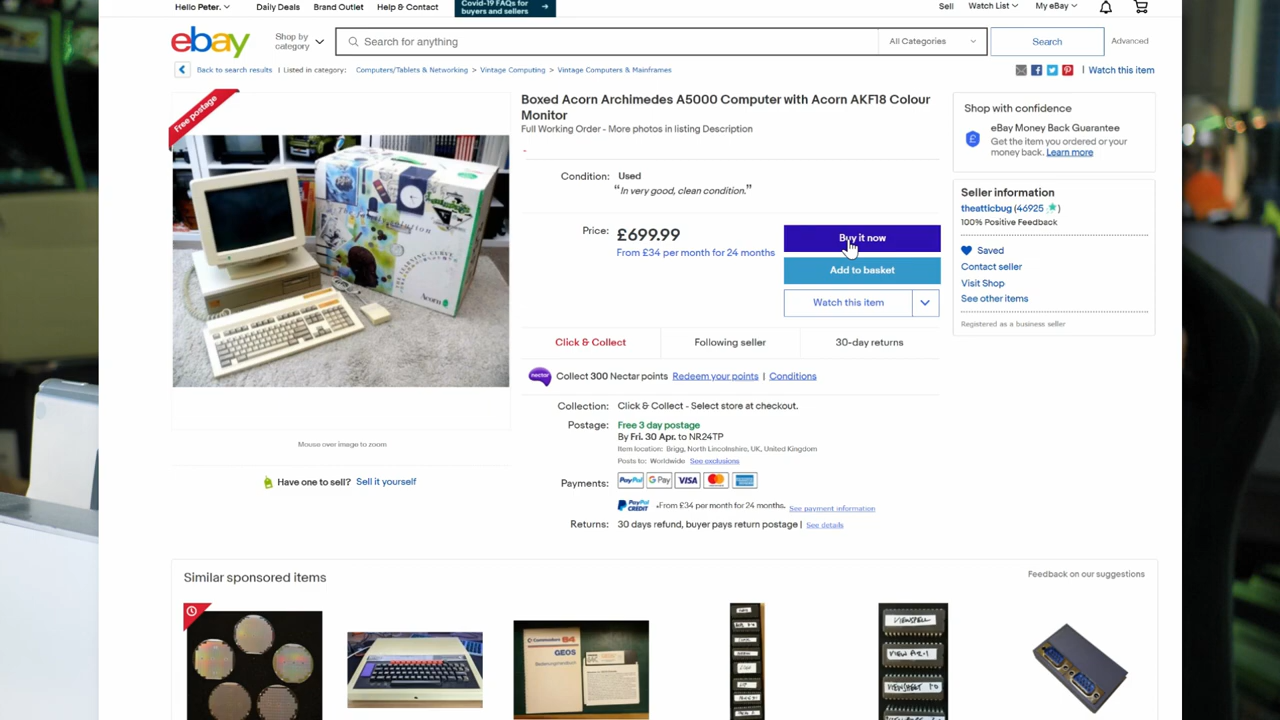 Hello Peter.
Daily Deals
Brand Outlet
Help & Contact
Covid-19 FAQs for
buyers and sellers
Sell
Watch List
My eBay
ebay
Shop by
category
Search for anything
All Categories
Search
Advanced
Back to search results | Listed in category: Computers/Tablets & Networking > Vintage Computing > Vintage Computers & Mainframes
| Watch this item
Free postage
Boxed Acorn Archimedes A5000 Computer with Acorn AKF18 Colour
Monitor
Full Working Order - More photos in listing Description
Condition: Used
"In very good, clean condition."
Price: £699.99
From £34 per month for 24 months
Buy it now
Add to basket
Watch this item
Click & Collect
Following seller
30-day returns
nectar
Collect 300 Nectar points Redeem your points | Conditions
Collection: Click & Collect - Select store at checkout.
Postage: Free 3 day postage
By Fri. 30 Apr. to NR24TP
Item location: Brigg, North Lincolnshire, UK, United Kingdom
Posts to: Worldwide See exclusions
Payments: PayPal G Pay VISA
PayPal CREDIT
From £34 per month for 24 months. See payment information
Returns: 30 days refund, buyer pays return postage | See details
Shop with confidence
eBay Money Back Guarantee
Get the item you ordered or your
money back. Learn more
Seller information
theatticbug (46925)
100% Positive Feedback
Saved
Contact seller
Visit Shop
See other items
Registered as a business seller
Acorn
Mouse over image to zoom
Have one to sell? Sell it yourself
Similar sponsored items
Feedback on our suggestions
Commodore 64
GEOS
VIEWSPELL